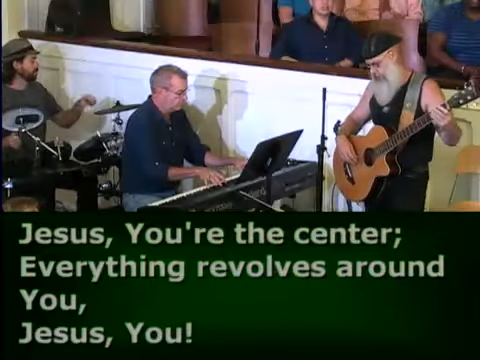 Jesus, You're the center;
Everything revolves around
You,
Jesus, You!